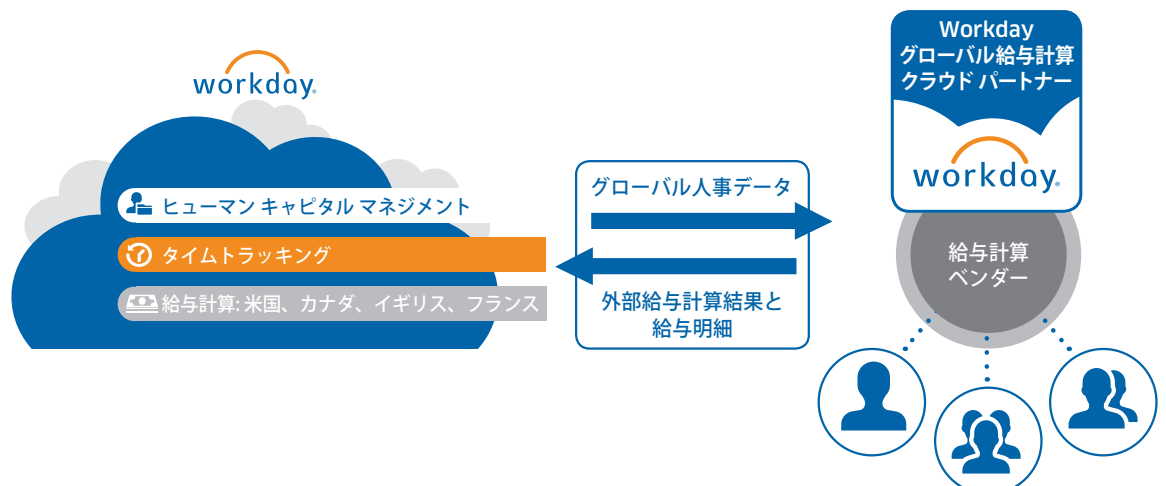 workday.
ヒューマン キャピタル マネジメント
タイムトラッキング
給与計算: 米国、カナダ、イギリス、フランス
グローバル人事データ
外部給与計算結果と
給与明細
Workday
グローバル給与計算
クラウド パートナー
workday.
給与計算
ベンダー